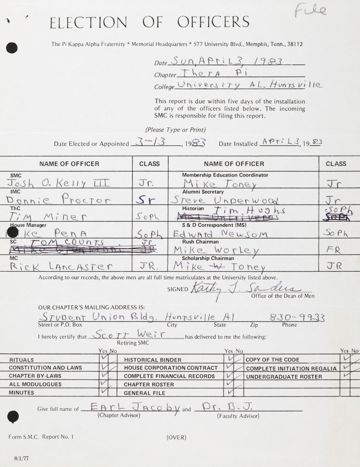 File
ELECTION OF OFFICERS
The Pi Kappa Alpha Fraternity * Memorial Headquarters * 577 University Blvd., Memphis, Tenn., 38112
Date Sun, April 3, 1983
Chapter Theta Pi
College University AL, Huntsville
This report is due within five days of the installation
of any of the officers listed below. The incoming
SMC is responsible for filing this report.
(Please Type or Print)
Date Elected or Appointed 3-13, 1983 Date Installed April 3, 1983
NAME OF OFFICER CLASS NAME OF OFFICER CLASS
SMC Josh O. Kelly III Jr. Membership Education Coordinator Mike Toney Jr
IMC Donnie Proctor Sr Alumni Secretary Steve Underwood Jr
ThC Tim Miner Soph Historian Tim Hughs Soph
House Manager Mike Penn Soph S & D Correspondent (RMS) Edward Newsom Soph
SC Tom Counts Jr Rush Chairman Mike Worley FR
MC Rick Lancaster JR Scholarship Chairman Mike W. Toney JR
According to our records, the above men are all full time matriculates at the University listed above.
SIGNED Kathy J. Sanders
Office of the Dean of Men
OUR CHAPTER'S MAILING ADDRESS IS:
Student Union Bldg. Huntsville Al 830-9933
Street or P.O. Box City State Zip Phone
I hereby certify that Scott Weir has delivered to me the following:
Retiring SMC
Yes No Yes No Yes No
RITUALS HISTORICAL BINDER COPY OF THE CODE
CONSTITUTION AND LAWS HOUSE CORPORATION CONTRACT COMPLETE INITIATION REGALIA
CHAPTER BY-LAWS COMPLETE FINANCIAL RECORDS UNDERGRADUATE ROSTER
ALL MODULOGUES CHAPTER ROSTER
MINUTES GENERAL FILE
Give full name of Earl Jacoby and Dr. B.J.
(Chapter Advisor) (Faculty Advisor)
Form S.M.C. Report No. 1 (OVER)
8/1/77